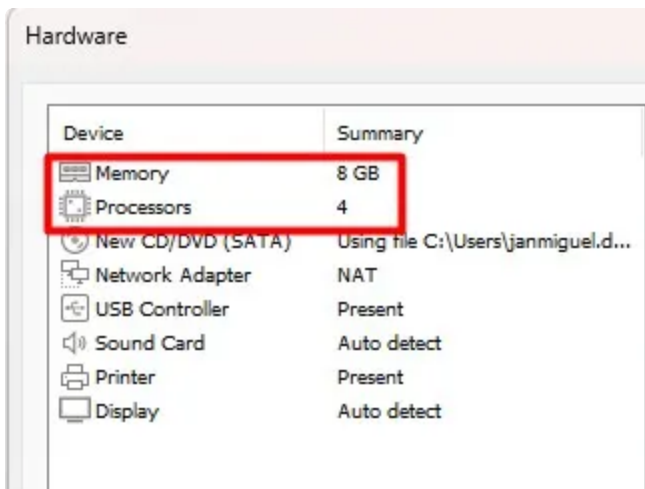 Hardware
Device Summary
Memory 8 GB
Processors 4
New CD/DVD (SATA) Using file C:\Users\janmiguel.d...
Network Adapter NAT
USB Controller Present
Sound Card Auto detect
Printer Present
Display Auto detect